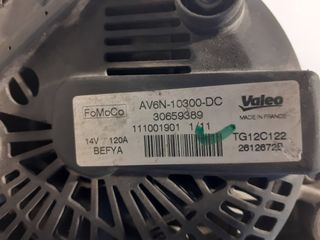 FoMoCo
AV6N-10300-DC
30659389
111001901 1/11
14V / 120A
BEFYA
Valeo
MADE IN FRANCE
TG12C122
2612672B